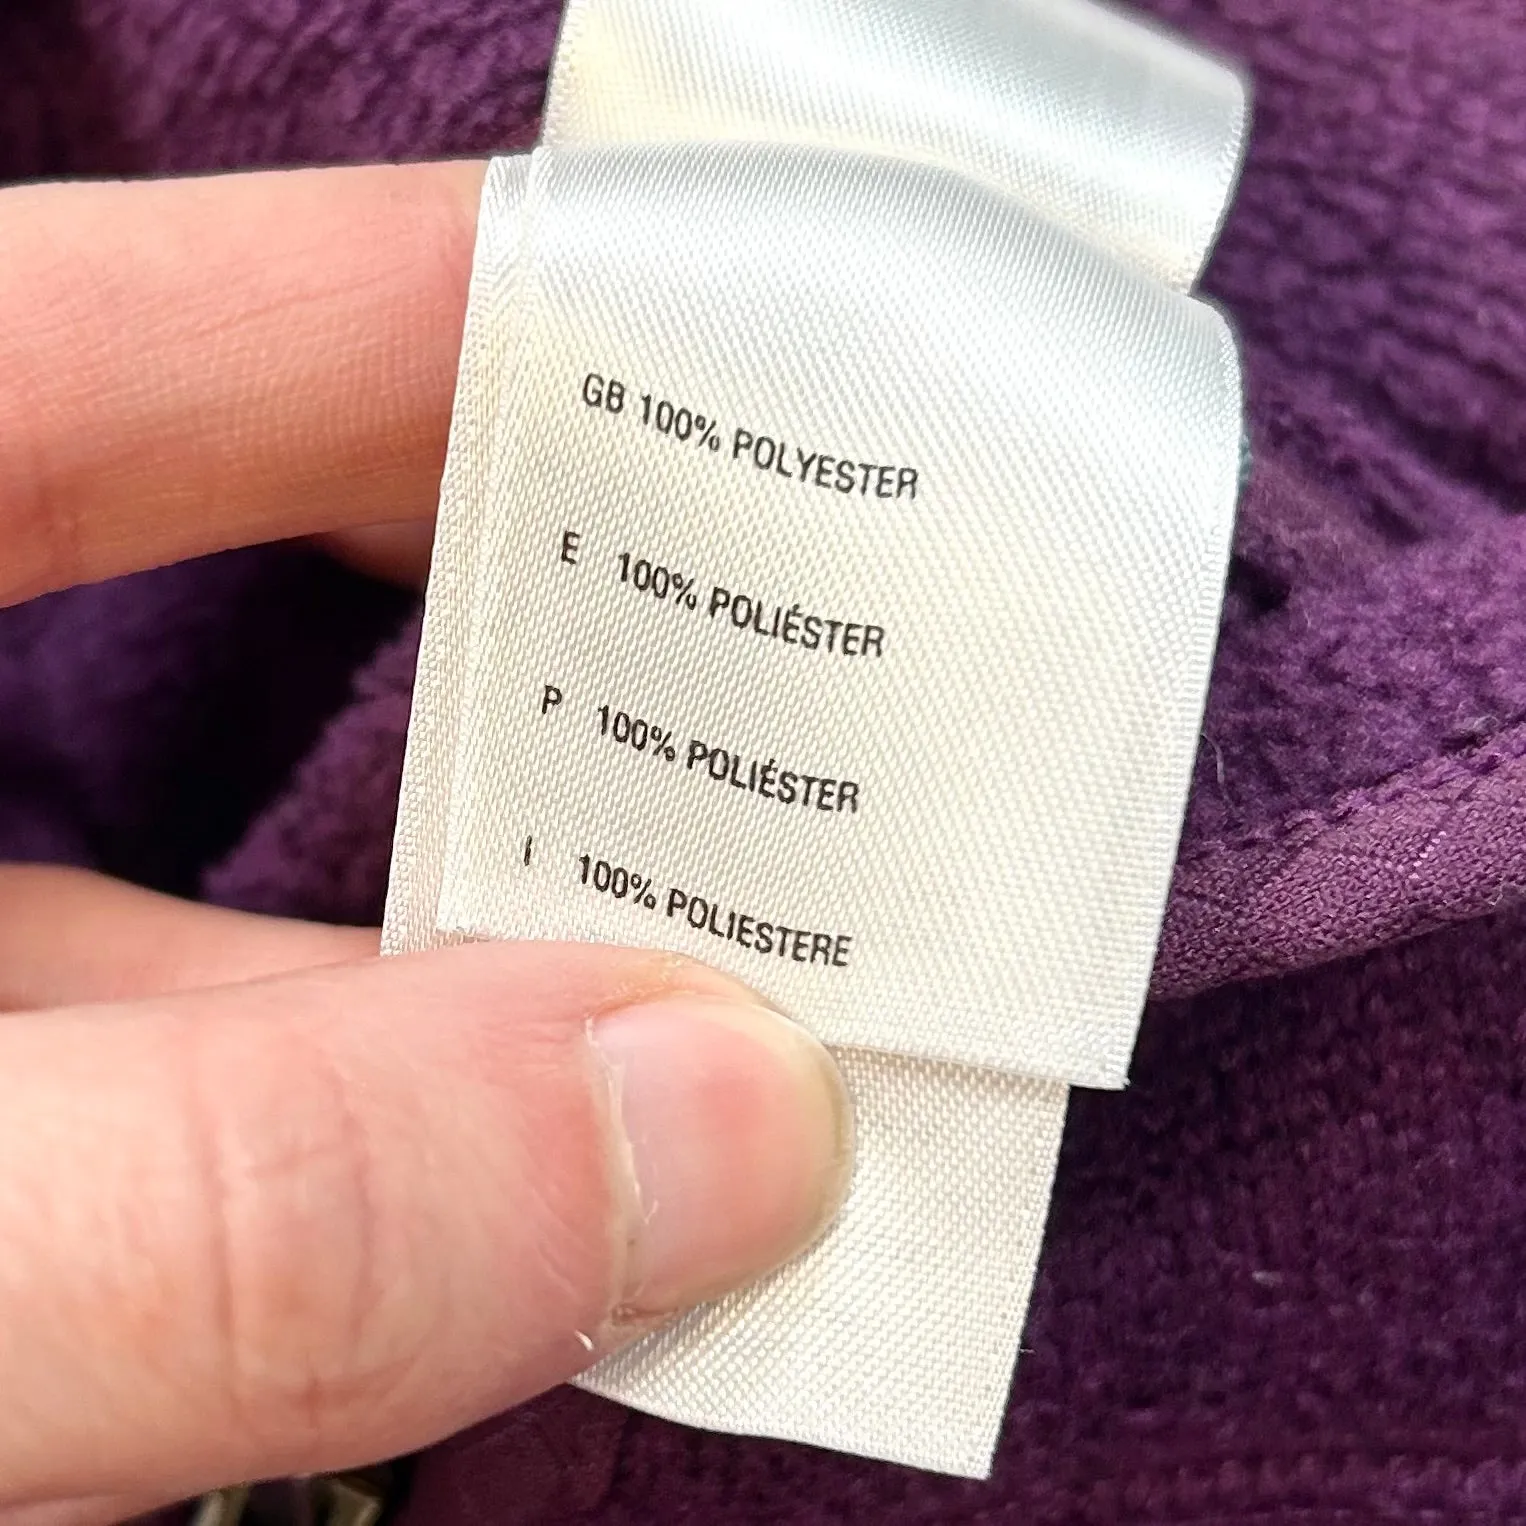 GB 100% POLYESTER
E 100% POLIÉSTER
P 100% POLIÉSTER
I 100% POLIESTERE